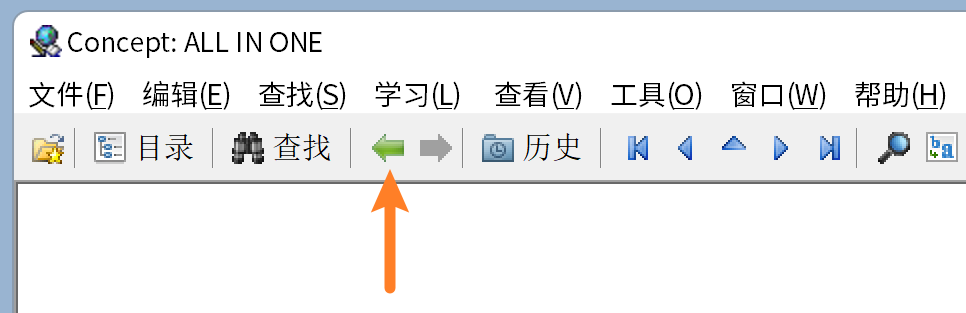 Concept: ALL IN ONE
文件(F) 编辑(E) 查找(S) 学习(L) 查看(V) 工具(O) 窗口(W) 帮助(H)
目录 查找 历史 b a